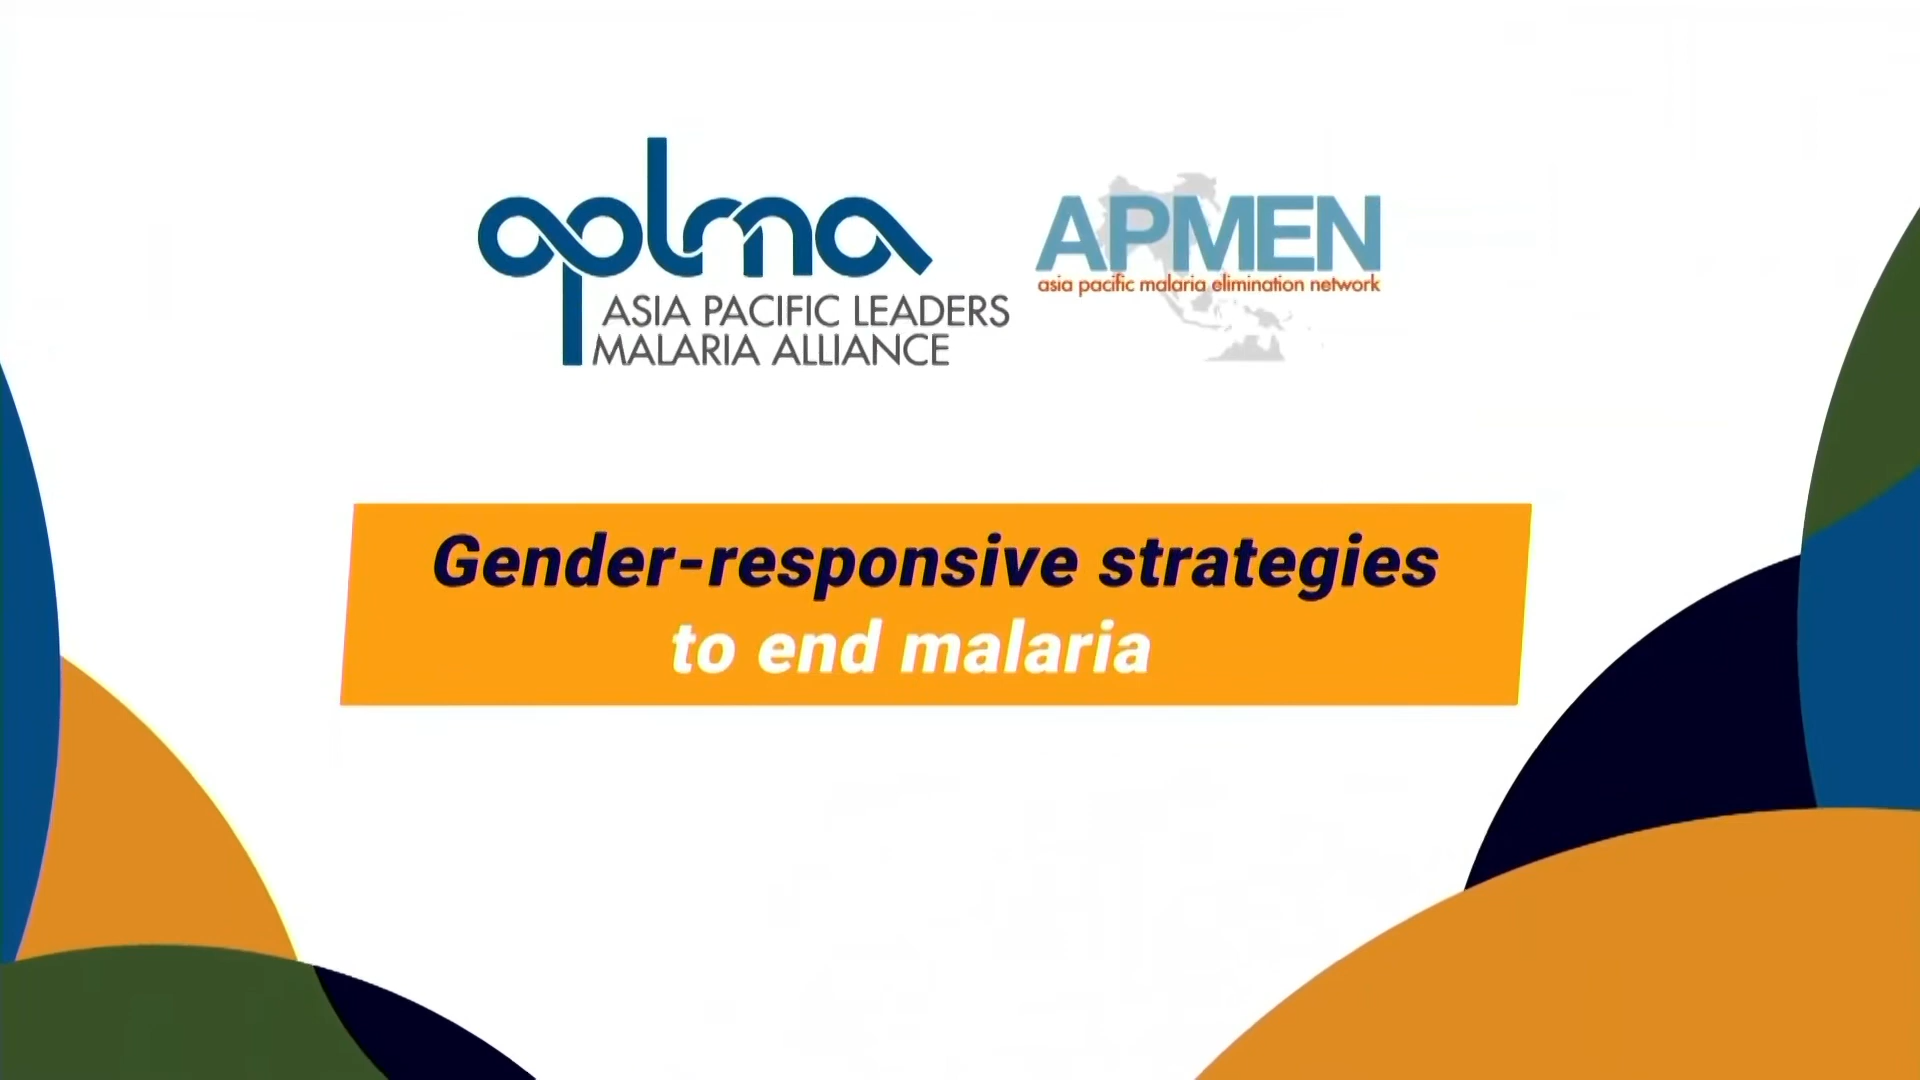 aplma
ASIA PACIFIC LEADERS
MALARIA ALLIANCE
APMEN
asia pacific malaria elimination network
Gender-responsive strategies
to end malaria